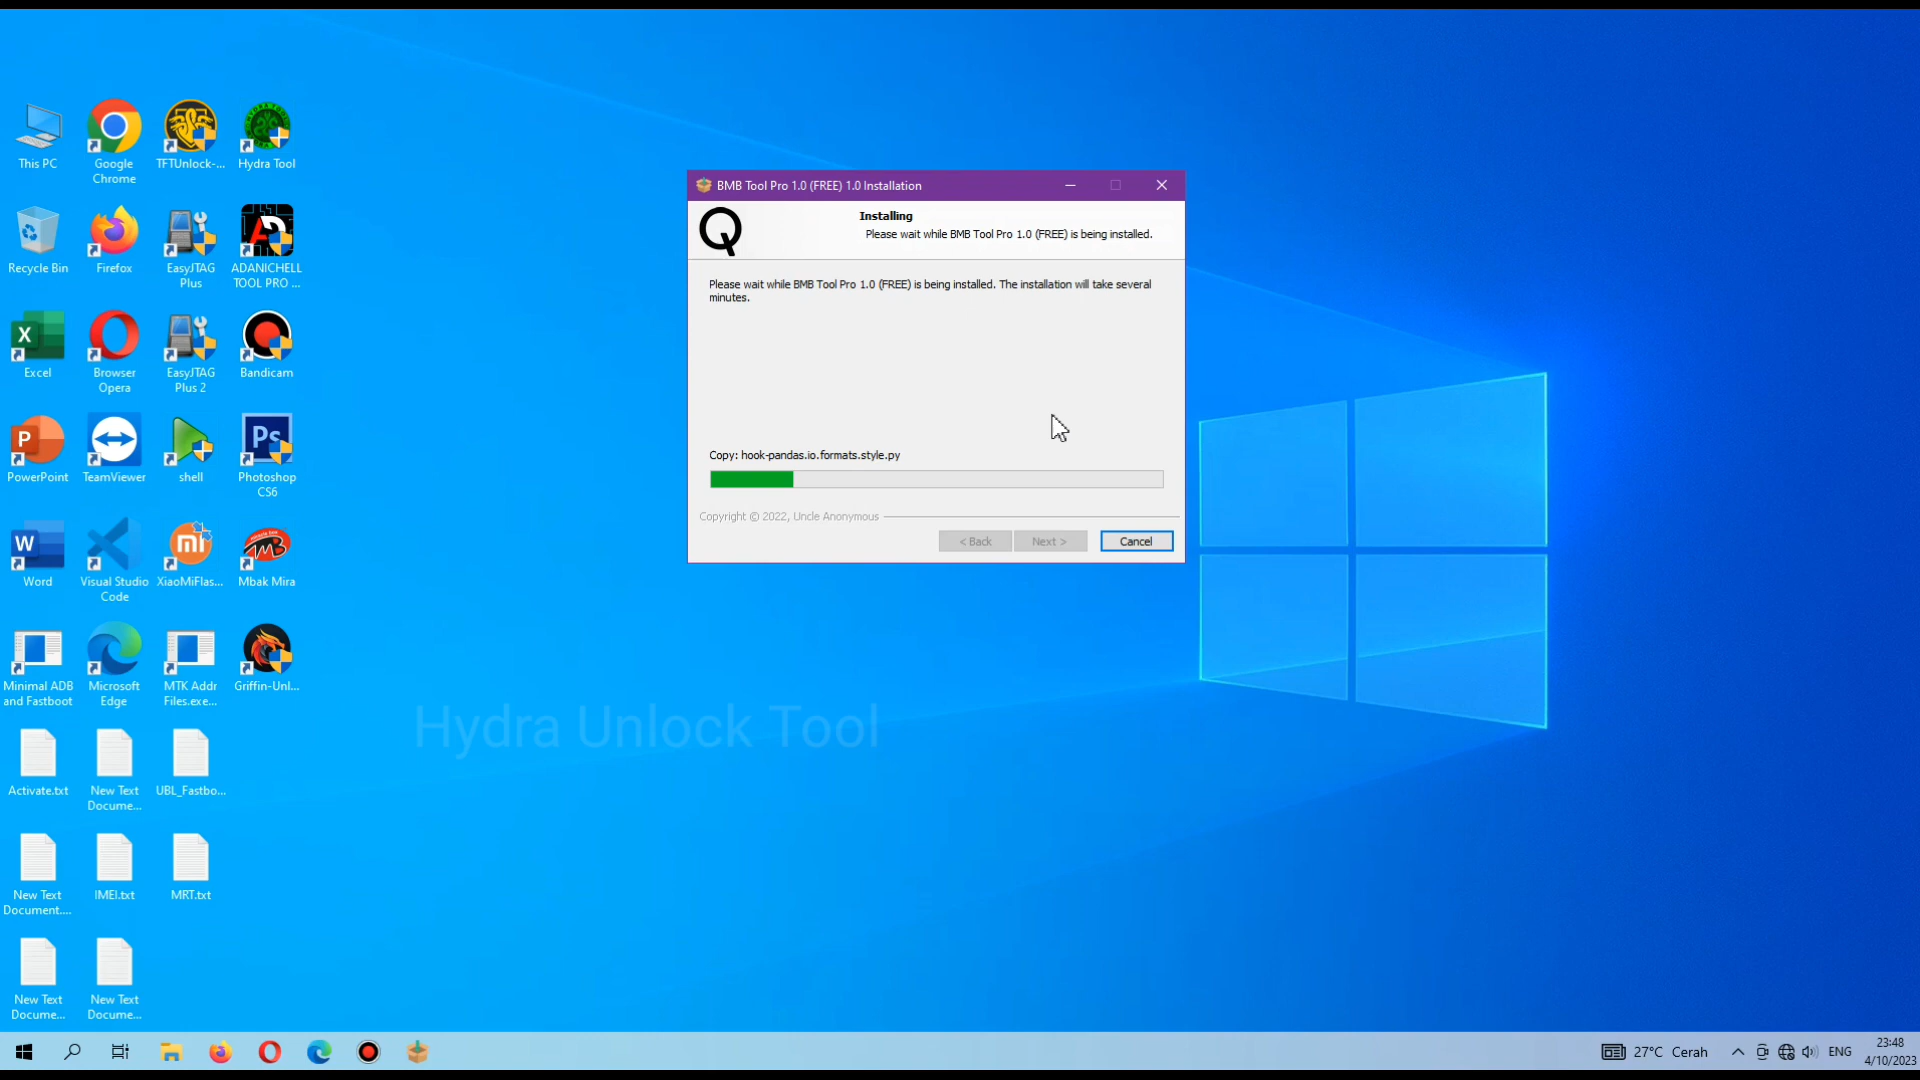 BMB Tool Pro 1.0 (FREE) 1.0 Installation
Installing
Please wait while BMB Tool Pro 1.0 (FREE) is being installed.
Please wait while BMB Tool Pro 1.0 (FREE) is being installed. The installation will take several
minutes.
Copy: hook-pandas.io.formats.style.py
Copyright © 2022, Uncle Anonymous
< Back
Next >
Cancel
This PC
Google
Chrome
TFTUnlock-...
Hydra Tool
Recycle Bin
Firefox
EasyJTAG
Plus
ADANICHELL
TOOL PRO ...
Excel
Browser
Opera
EasyJTAG
Plus 2
Bandicam
PowerPoint
TeamViewer
shell
Ps
Photoshop
CS6
Word
Visual Studio
Code
XiaoMiFlas...
Mbak Mira
Minimal ADB
and Fastboot
Microsoft
Edge
MTK Addr
Files.exe...
Griffin-Unl...
Activate.txt
New Text
Docume...
UBL_Fastbo...
New Text
Document....
IMEI.txt
MRT.txt
New Text
Docume...
New Text
Docume...
Hydra Unlock Tool
27°C Cerah
ENG
23:48
4/10/2023